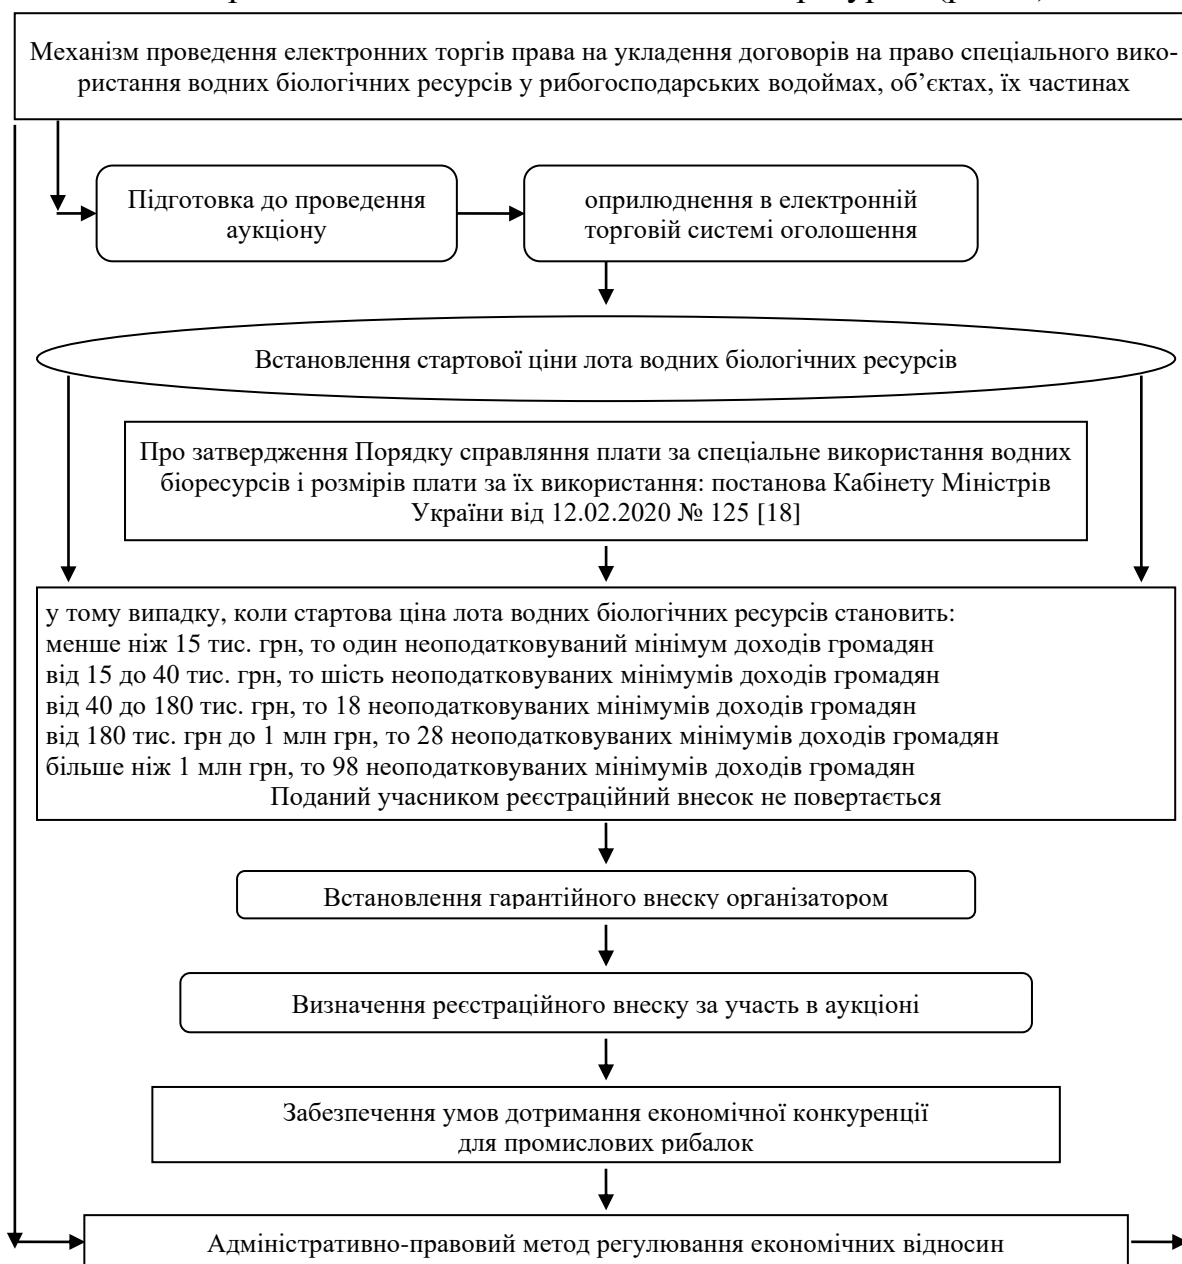 Механізм проведення електронних торгів права на укладення договорів на право спеціального вико-
ристання водних біологічних ресурсів у рибогосподарських водоймах, об’єктах, їх частинах
Підготовка до проведення
аукціону
оприлюднення в електронній
торговій системі оголошення
Встановлення стартової ціни лота водних біологічних ресурсів
Про затвердження Порядку справляння плати за спеціальне використання водних
біоресурсів і розмірів плати за їх використання: постанова Кабінету Міністрів
України від 12.02.2020 № 125 [18]
у тому випадку, коли стартова ціна лота водних біологічних ресурсів становить:
менше ніж 15 тис. грн, то один неоподатковуваний мінімум доходів громадян
від 15 до 40 тис. грн, то шість неоподатковуваних мінімумів доходів громадян
від 40 до 180 тис. грн, то 18 неоподатковуваних мінімумів доходів громадян
від 180 тис. грн до 1 млн грн, то 28 неоподатковуваних мінімумів доходів громадян
більше ніж 1 млн грн, то 98 неоподатковуваних мінімумів доходів громадян
Поданий учасником реєстраційний внесок не повертається
Встановлення гарантійного внеску організатором
Визначення реєстраційного внеску за участь в аукціоні
Забезпечення умов дотримання економічної конкуренції
для промислових рибалок
Адміністративно-правовий метод регулювання економічних відносин